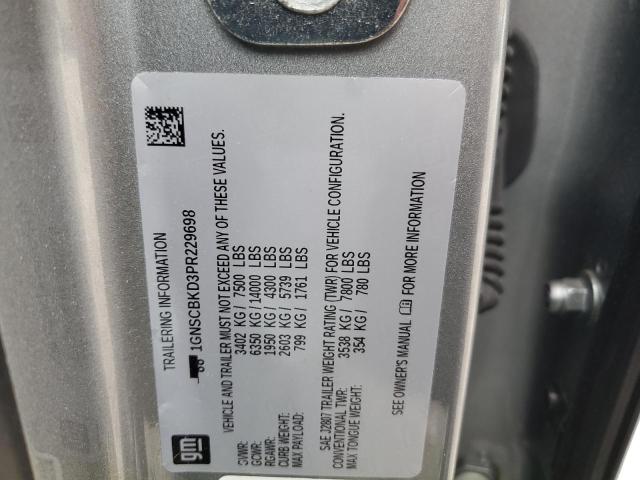 TRAILERING INFORMATION
1GNSCBKD3PR229698
VEHICLE AND TRAILER MUST NOT EXCEED ANY OF THESE VALUES.
GVWR: 3402 KG / 7500 LBS
GCWR: 6350 KG / 14000 LBS
RGAWR: 1950 KG / 4300 LBS
CURB WEIGHT: 2603 KG / 5739 LBS
MAX PAYLOAD: 799 KG / 1761 LBS
SAE J2807 TRAILER WEIGHT RATING (TWR) FOR VEHICLE CONFIGURATION.
CONVENTIONAL TWR: 3538 KG / 7800 LBS
MAX TONGUE WEIGHT: 354 KG / 780 LBS
SEE OWNER'S MANUAL FOR MORE INFORMATION
gm